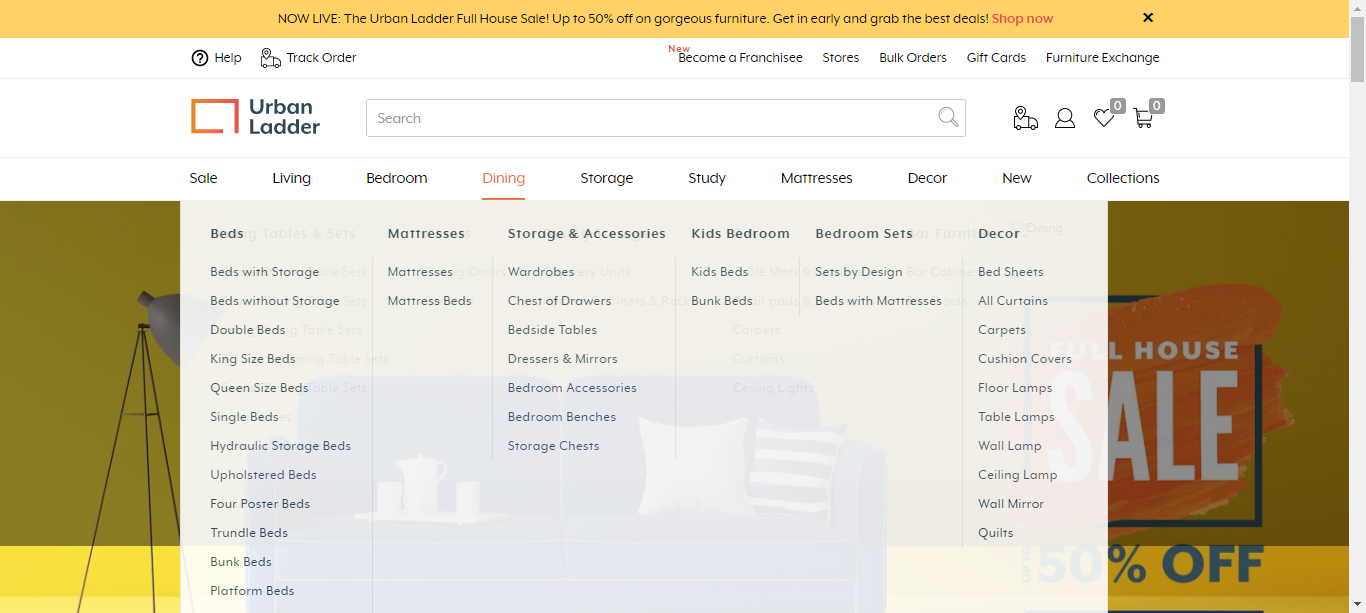 NOW LIVE: The Urban Ladder Full House Sale! Up to 50% off on gorgeous furniture. Get in early and grab the best deals! Shop now
Help Track Order New Become a Franchisee Stores Bulk Orders Gift Cards Furniture Exchange
Urban
Ladder
Search
0 0
Sale Living Bedroom Dining Storage Study Mattresses Decor New Collections
Beds Mattresses Storage & Accessories Kids Bedroom Bedroom Sets Decor
Dining
Beds with Storage Mattresses Wardrobes Kids Beds Sets by Design Bed Sheets
Beds without Storage Mattress Beds Chest of Drawers Bunk Beds Beds with Mattresses All Curtains
Double Beds Bedside Tables Carpets Carpets
King Size Beds Dressers & Mirrors Curtains Cushion Covers
Queen Size Beds Bedroom Accessories Ceiling Lights Floor Lamps
Single Beds Bedroom Benches Table Lamps
Hydraulic Storage Beds Storage Chests Wall Lamp
Upholstered Beds Ceiling Lamp
Four Poster Beds Wall Mirror
Trundle Beds Quilts
Bunk Beds
Platform Beds
FULL HOUSE
SALE
UP TO 50% OFF